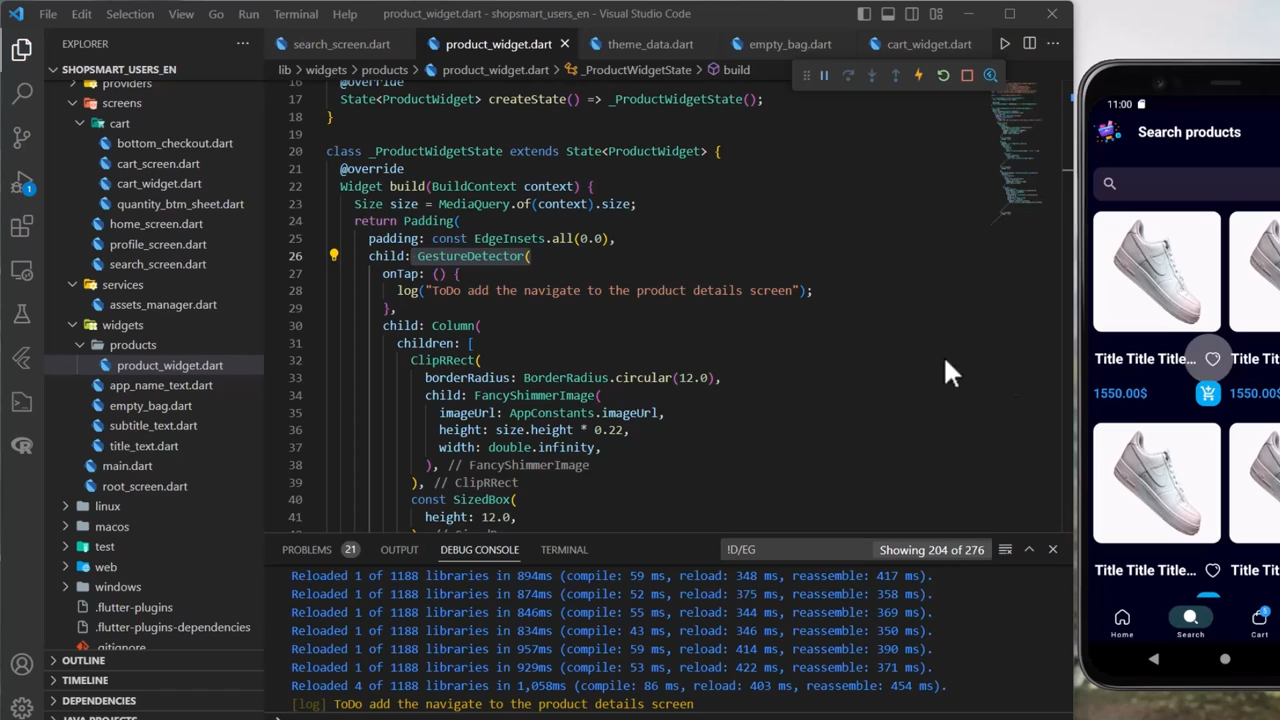 File Edit Selection View Go Run Terminal Help product_widget.dart - shopsmart_users_en - Visual Studio Code
EXPLORER
SHOPSMART_USERS_EN
providers
screens
cart
bottom_checkout.dart
cart_screen.dart
cart_widget.dart
quantity_btm_sheet.dart
home_screen.dart
profile_screen.dart
search_screen.dart
services
assets_manager.dart
widgets
products
product_widget.dart
app_name_text.dart
empty_bag.dart
subtitle_text.dart
title_text.dart
main.dart
root_screen.dart
linux
macos
test
web
windows
.flutter-plugins
.flutter-plugins-dependencies
.gitignore
OUTLINE
TIMELINE
DEPENDENCIES
JAVA PROJECTS
1
search_screen.dart product_widget.dart theme_data.dart empty_bag.dart cart_widget.dart
lib > widgets > products > product_widget.dart > _ProductWidgetState > build
@override
17 State<ProductWidget> createState() => _ProductWidgetState();
18 }
19
20 class _ProductWidgetState extends State<ProductWidget> {
21 @override
22 Widget build(BuildContext context) {
23 Size size = MediaQuery.of(context).size;
24 return Padding(
25 padding: const EdgeInsets.all(0.0),
26 child: GestureDetector(
27 onTap: () {
28 log("ToDo add the navigate to the product details screen");
29 },
30 child: Column(
31 children: [
32 ClipRRect(
33 borderRadius: BorderRadius.circular(12.0),
34 child: FancyShimmerImage(
35 imageUrl: AppConstants.imageUrl,
36 height: size.height * 0.22,
37 width: double.infinity,
38 ), // FancyShimmerImage
39 ), // ClipRRect
40 const SizedBox(
41 height: 12.0,
PROBLEMS 21 OUTPUT DEBUG CONSOLE TERMINAL !D/EG Showing 204 of 276
Reloaded 1 of 1188 libraries in 894ms (compile: 59 ms, reload: 348 ms, reassemble: 417 ms).
Reloaded 1 of 1188 libraries in 874ms (compile: 52 ms, reload: 375 ms, reassemble: 358 ms).
Reloaded 1 of 1188 libraries in 846ms (compile: 55 ms, reload: 344 ms, reassemble: 369 ms).
Reloaded 1 of 1188 libraries in 834ms (compile: 43 ms, reload: 346 ms, reassemble: 350 ms).
Reloaded 1 of 1188 libraries in 957ms (compile: 59 ms, reload: 414 ms, reassemble: 390 ms).
Reloaded 1 of 1188 libraries in 929ms (compile: 53 ms, reload: 422 ms, reassemble: 371 ms).
Reloaded 4 of 1188 libraries in 1,058ms (compile: 86 ms, reload: 403 ms, reassemble: 454 ms).
[log] ToDo add the navigate to the product details screen
11:00
Search products
Title Title Title... Title Title
1550.00$ 1550.00$
Title Title Title... Title Title
Home Search Cart